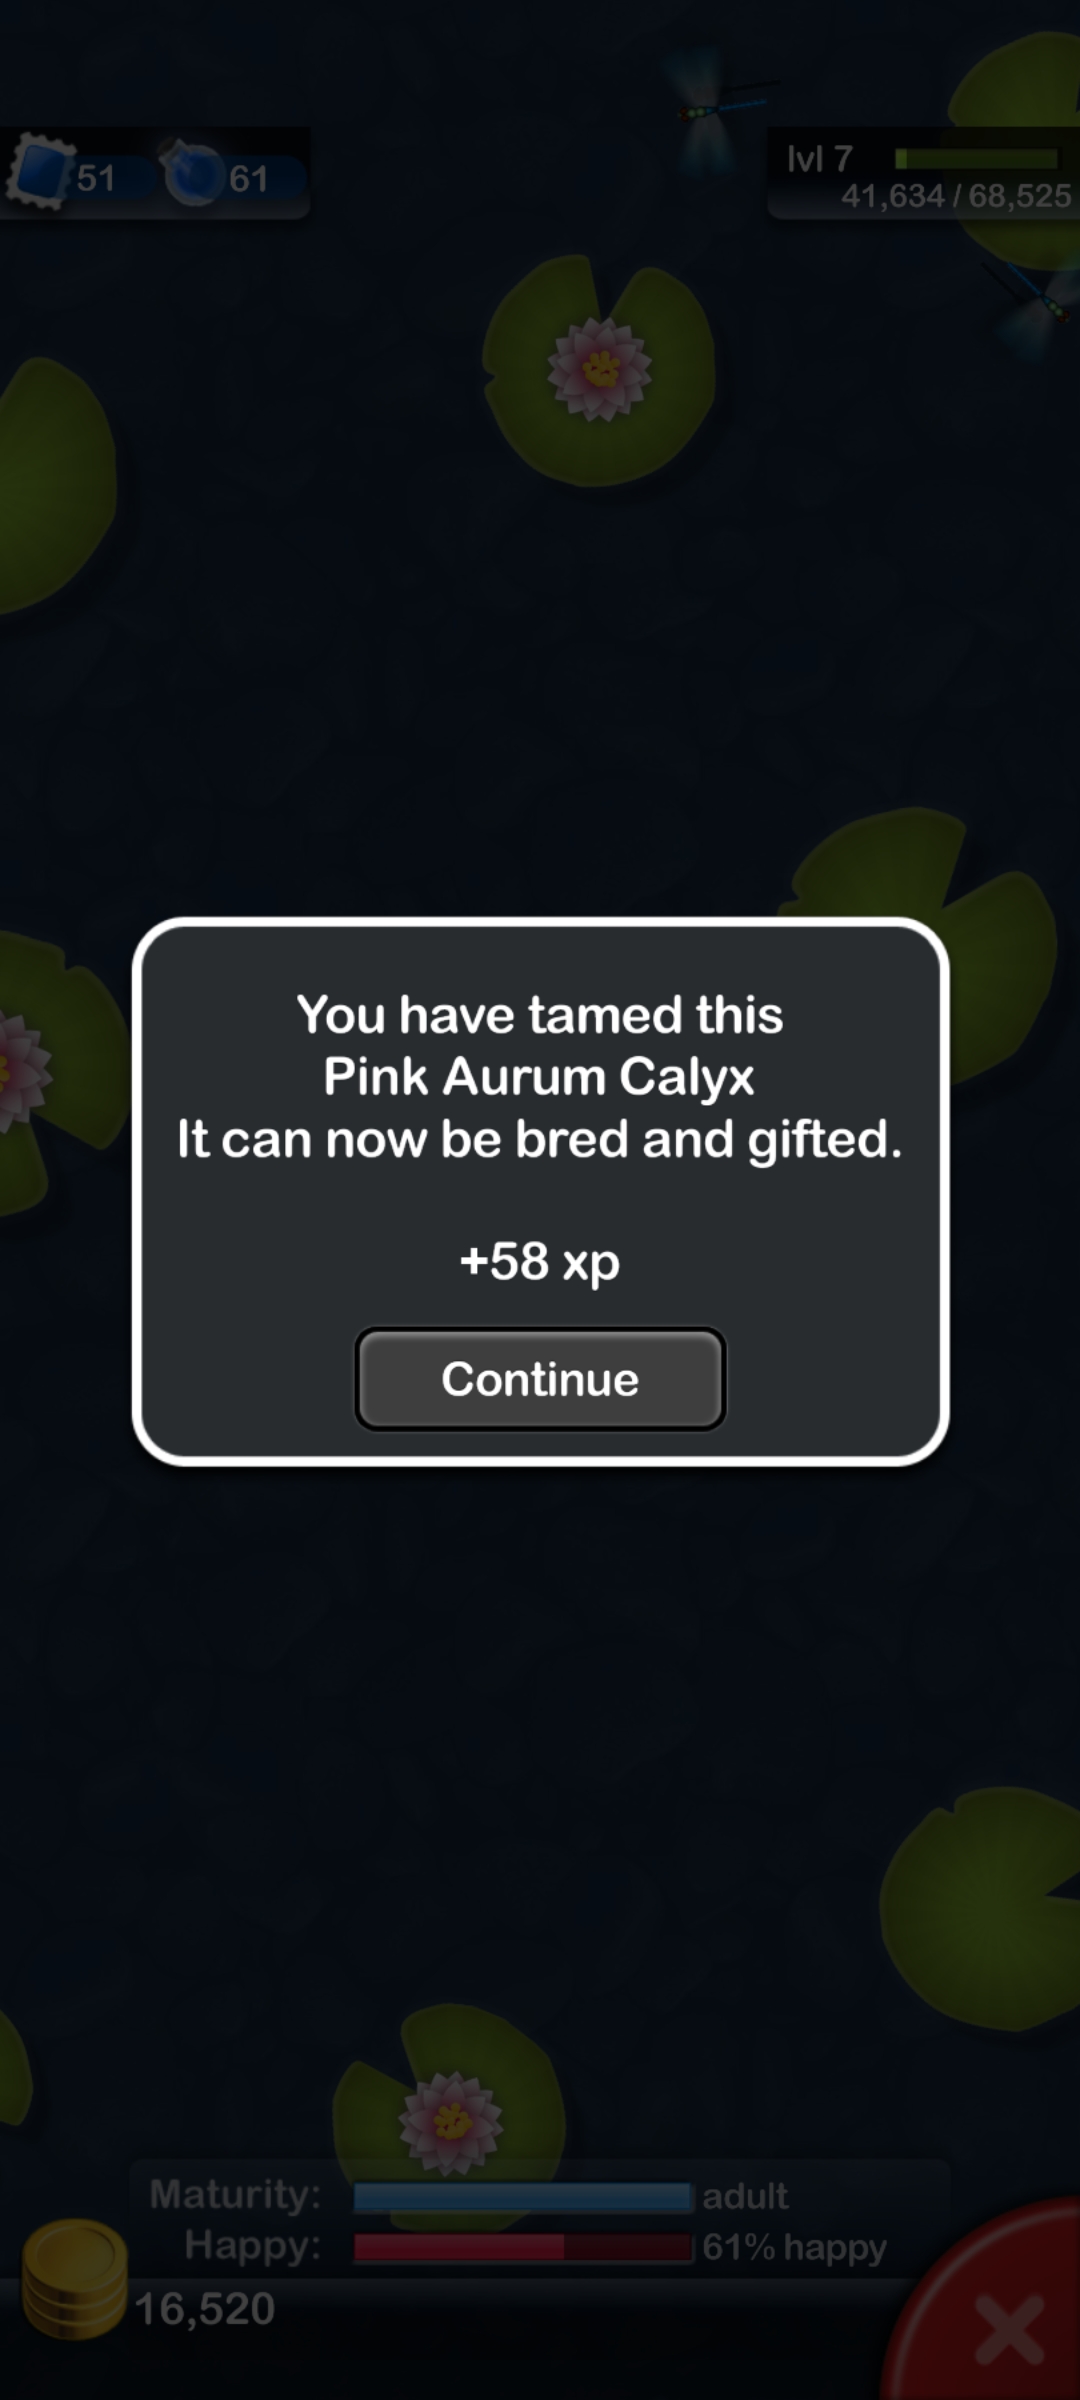 51
61
lvl 7
41,634 / 68,525
You have tamed this
Pink Aurum Calyx
It can now be bred and gifted.
+58 xp
Continue
Maturity: adult
Happy: 61% happy
16,520